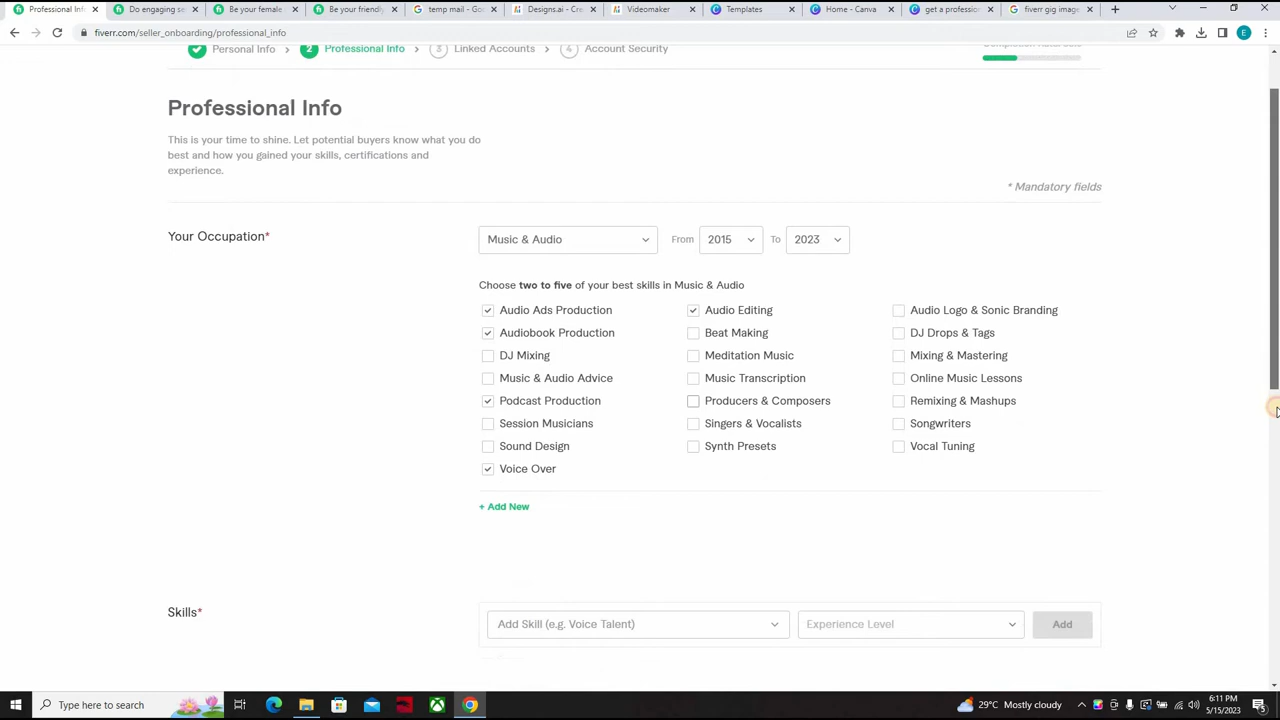 Professional In
Do engaging se
Be your female
Be your friendly
temp mail - Goo
Designs.ai - Cre
Videomaker
Templates
Home - Canva
get a profession
fiverr gig image
fiverr.com/seller_onboarding/professional_info
E
Personal Info
2
Professional Info
3
Linked Accounts
4
Account Security
Professional Info
This is your time to shine. Let potential buyers know what you do
best and how you gained your skills, certifications and
experience.
* Mandatory fields
Your Occupation*
Music & Audio
From
2015
To
2023
Choose two to five of your best skills in Music & Audio
Audio Ads Production
Audio Editing
Audio Logo & Sonic Branding
Audiobook Production
Beat Making
DJ Drops & Tags
DJ Mixing
Meditation Music
Mixing & Mastering
Music & Audio Advice
Music Transcription
Online Music Lessons
Podcast Production
Producers & Composers
Remixing & Mashups
Session Musicians
Singers & Vocalists
Songwriters
Sound Design
Synth Presets
Vocal Tuning
Voice Over
+ Add New
Skills*
Add Skill (e.g. Voice Talent)
Experience Level
Add
Type here to search
29°C Mostly cloudy
6:11 PM
5/15/2023